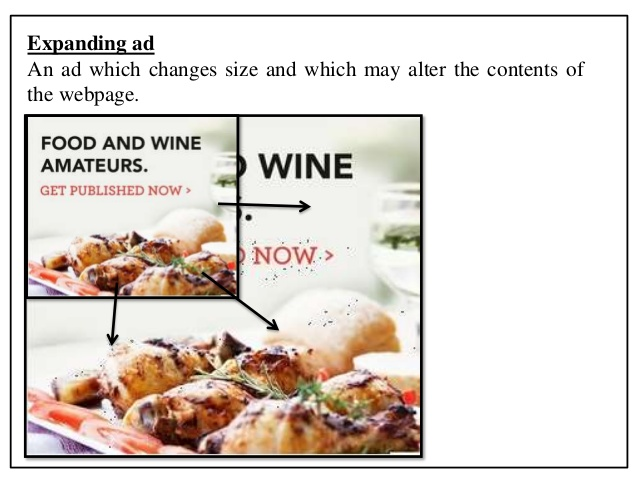 Expanding ad
An ad which changes size and which may alter the contents of
the webpage.
FOOD AND WINE
AMATEURS.
GET PUBLISHED NOW >
WINE
NOW >